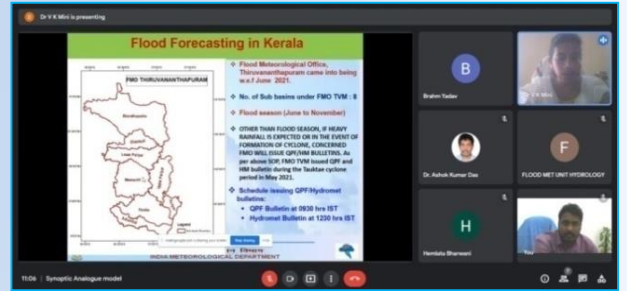 Dr V K Mini is presenting
Flood Forecasting in Kerala
FMO THIRUVANANTHAPURAM
Flood Meteorological Office,
Thiruvananthapuram came into being
w.e.f June 2021.
No. of Sub basins under FMO TVM : 8
Flood season (June to November)
OTHER THAN FLOOD SEASON, IF HEAVY
RAINFALL IS EXPECTED OR IN THE EVENT OF
FORMATION OF CYCLONE, CONCERNED
FMO WILL ISSUE QPF/HM BULLETINS. As
per above SOP, FMO TVM issued QPF and
HM bulletin during the Tauktae cyclone
period in May 2021.
Schedule issuing QPF/Hydromet
bulletins:
QPF Bulletin at 0930 hrs IST
Hydromet Bulletin at 1230 hrs IST
INDIA METEOROLOGICAL DEPARTMENT
B
Brahm Yadav
Dr V K Mini
Dr. Ashok Kumar Das
F
FLOOD MET UNIT HYDROLOGY
H
Hemlata Bharwani
You
11:06 | Synoptic Analogue model